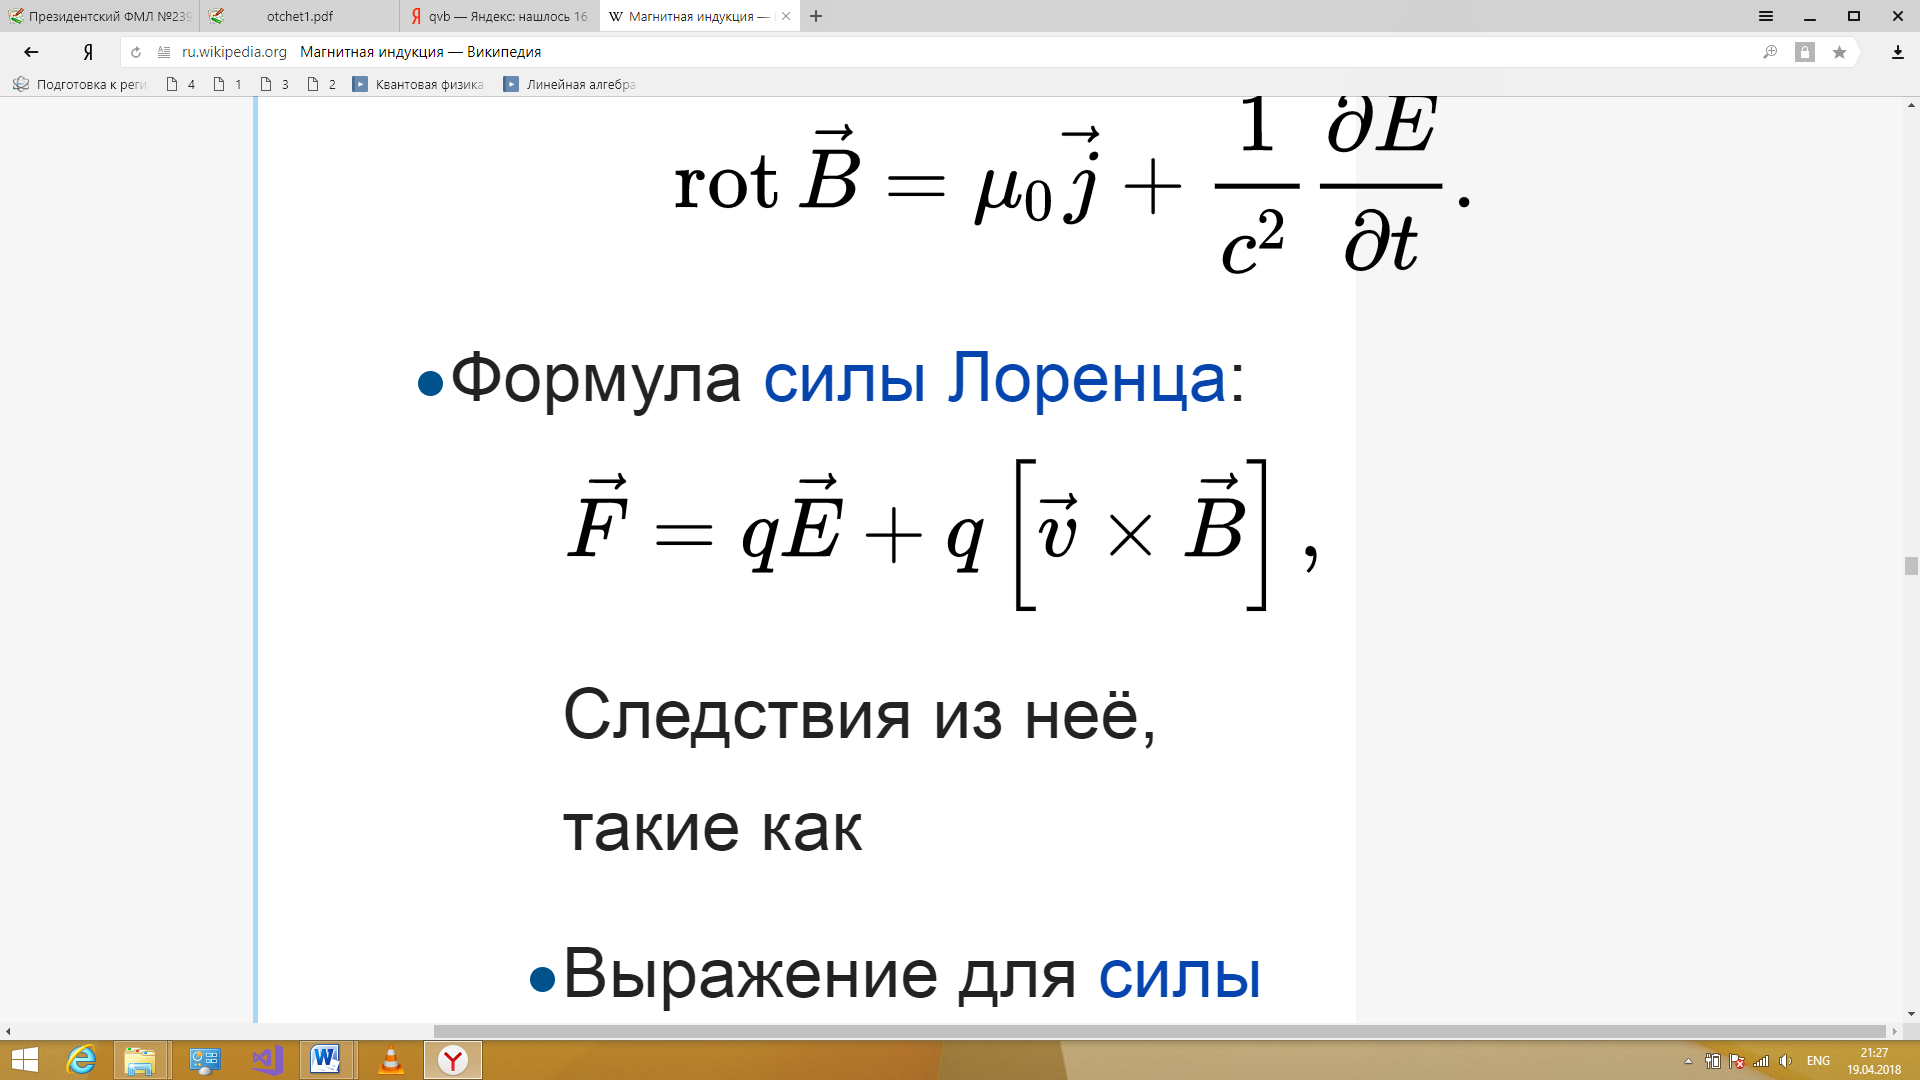 Президентский ФМЛ №239
otchet1.pdf
qvb — Яндекс: нашлось 16
W Магнитная индукция —
Я
ru.wikipedia.org Магнитная индукция — Википедия
Подготовка к реги
4
1
3
2
Квантовая физика
Линейная алгебра
rot B⃗ = μ₀ j⃗ + 1/c² ∂E/∂t.
•Формула силы Лоренца:
F⃗ = qE⃗ + q [v⃗ × B⃗],
Следствия из неё,
такие как
•Выражение для силы
ENG
21:27
19.04.2018